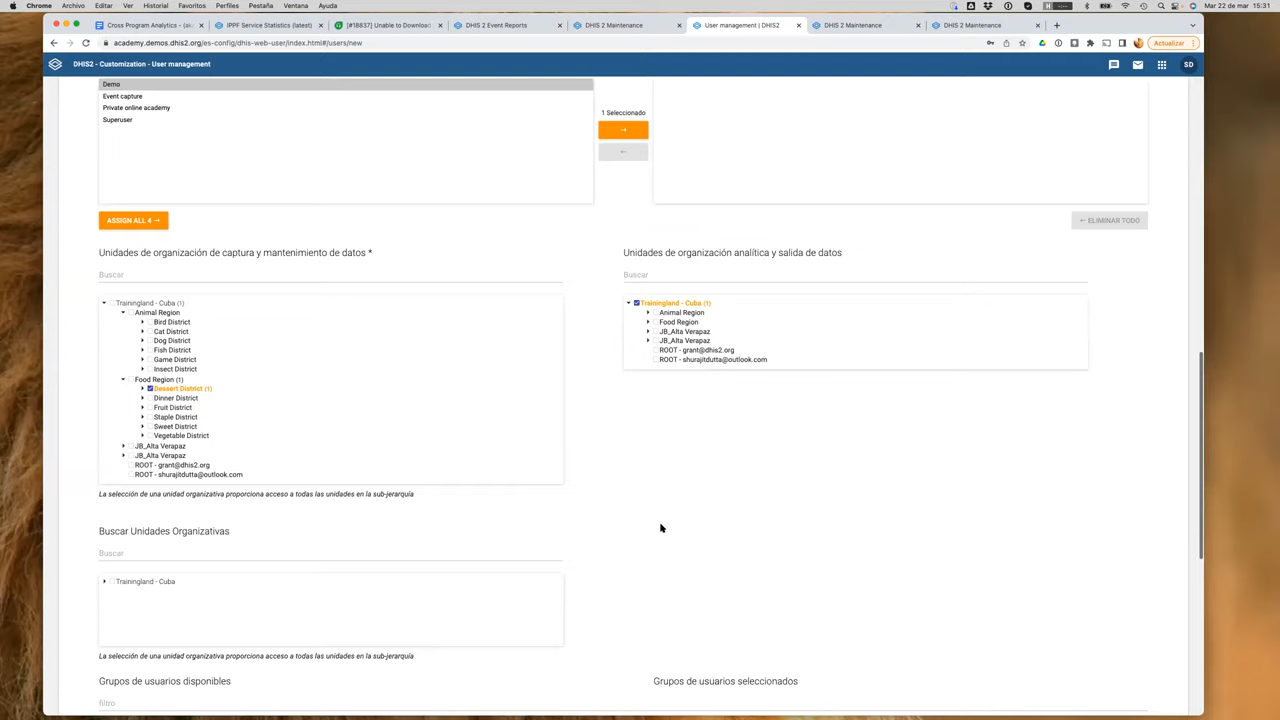 Chrome Archivo Editar Ver Historial Favoritos Perfiles Pestaña Ventana Ayuda
Mar 22 de mar 15:31
Cross Program Analytics – (ak
IPPF Service Statistics (latest)
[#18837] Unable to Download
DHIS 2 Event Reports
DHIS 2 Maintenance
User management | DHIS2
DHIS 2 Maintenance
DHIS 2 Maintenance
academy.demos.dhis2.org/es-config/dhis-web-user/index.html#/users/new
Actualizar
DHIS2 - Customization - User management
SD
Demo
Event capture
Private online academy
Superuser
1 Seleccionado
→
←
ASSIGN ALL 4 →
← ELIMINAR TODO
Unidades de organización de captura y mantenimiento de datos *
Buscar
Trainingland - Cuba (1)
Animal Region
Bird District
Cat District
Dog District
Fish District
Game District
Insect District
Food Region (1)
Dessert District (1)
Dinner District
Fruit District
Staple District
Sweet District
Vegetable District
JB_Alta Verapaz
JB_Alta Verapaz
ROOT - grant@dhis2.org
ROOT - shurajitdutta@outlook.com
La selección de una unidad organizativa proporciona acceso a todas las unidades en la sub-jerarquía
Unidades de organización analítica y salida de datos
Buscar
Trainingland - Cuba (1)
Animal Region
Food Region
JB_Alta Verapaz
JB_Alta Verapaz
ROOT - grant@dhis2.org
ROOT - shurajitdutta@outlook.com
Buscar Unidades Organizativas
Buscar
Trainingland - Cuba
La selección de una unidad organizativa proporciona acceso a todas las unidades en la sub-jerarquía
Grupos de usuarios disponibles
filtro
Grupos de usuarios seleccionados